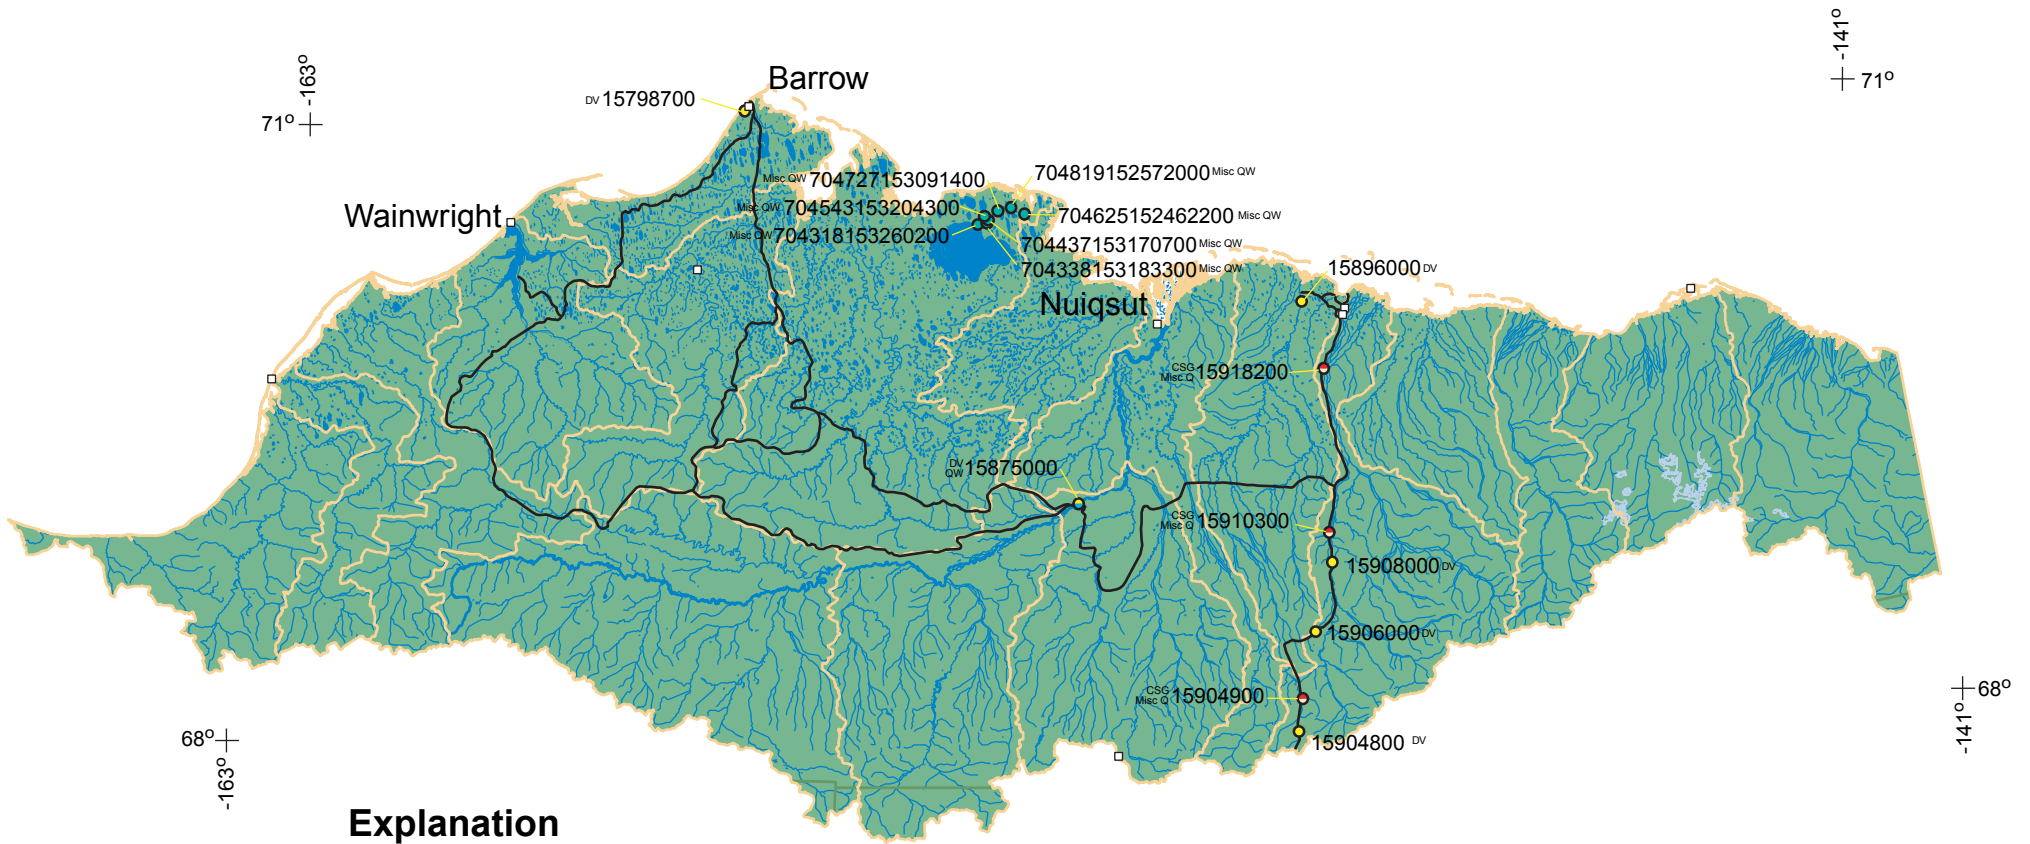 -141°
71°
-163°
71°
Barrow
DV 15798700
Misc QW 704727153091400
704819152572000 Misc QW
Misc QW 704543153204300
704625152462200 Misc QW
Wainwright
Misc QW 704318153260200
704437153170700 Misc QW
704338153183300 Misc QW
15896000 DV
Nuiqsut
CSG
Misc Q 15918200
DV
QW 15875000
CSG
Misc Q 15910300
15908000 DV
15906000 DV
CSG
Misc Q 15904900
15904800 DV
68°
-141°
68°
-163°
Explanation